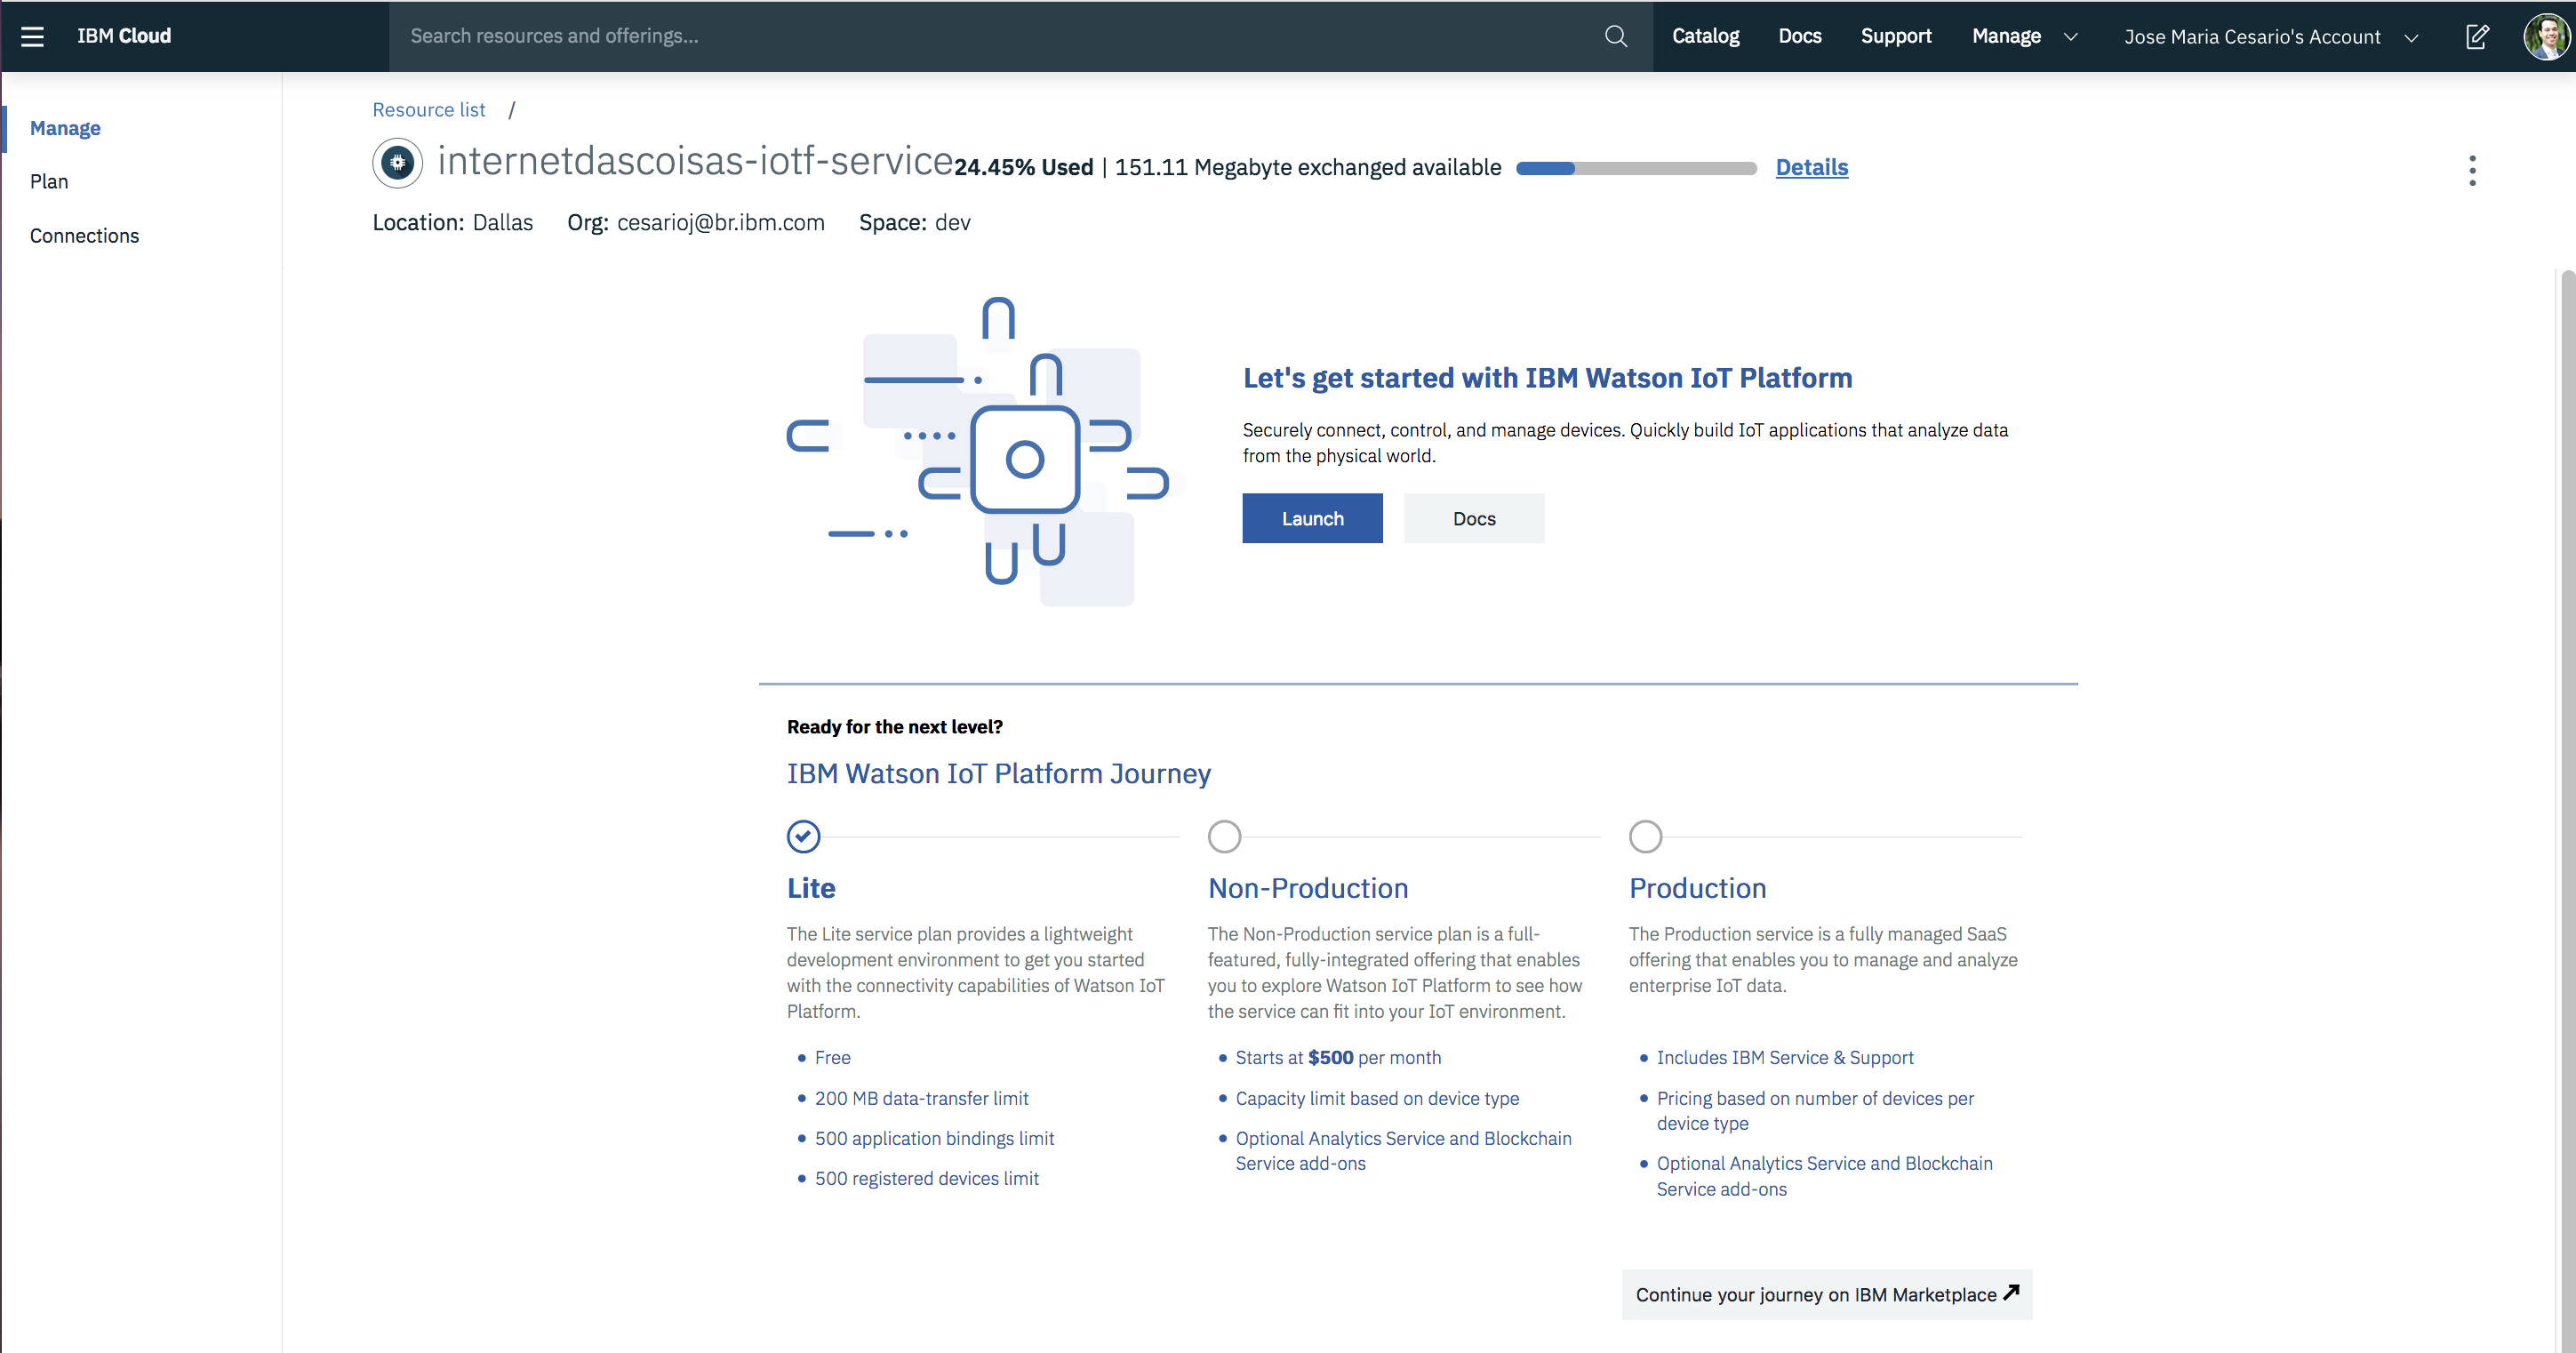 IBM Cloud
Search resources and offerings...
Catalog
Docs
Support
Manage
Jose Maria Cesario's Account
Manage
Plan
Connections
Resource list /
internetdascoisas-iotf-service 24.45% Used | 151.11 Megabyte exchanged available Details
Location: Dallas Org: cesarioj@br.ibm.com Space: dev
Let's get started with IBM Watson IoT Platform
Securely connect, control, and manage devices. Quickly build IoT applications that analyze data
from the physical world.
Launch
Docs
Ready for the next level?
IBM Watson IoT Platform Journey
Lite
The Lite service plan provides a lightweight
development environment to get you started
with the connectivity capabilities of Watson IoT
Platform.
• Free
• 200 MB data-transfer limit
• 500 application bindings limit
• 500 registered devices limit
Non-Production
The Non-Production service plan is a full-
featured, fully-integrated offering that enables
you to explore Watson IoT Platform to see how
the service can fit into your IoT environment.
• Starts at $500 per month
• Capacity limit based on device type
• Optional Analytics Service and Blockchain
Service add-ons
Production
The Production service is a fully managed SaaS
offering that enables you to manage and analyze
enterprise IoT data.
• Includes IBM Service & Support
• Pricing based on number of devices per
device type
• Optional Analytics Service and Blockchain
Service add-ons
Continue your journey on IBM Marketplace